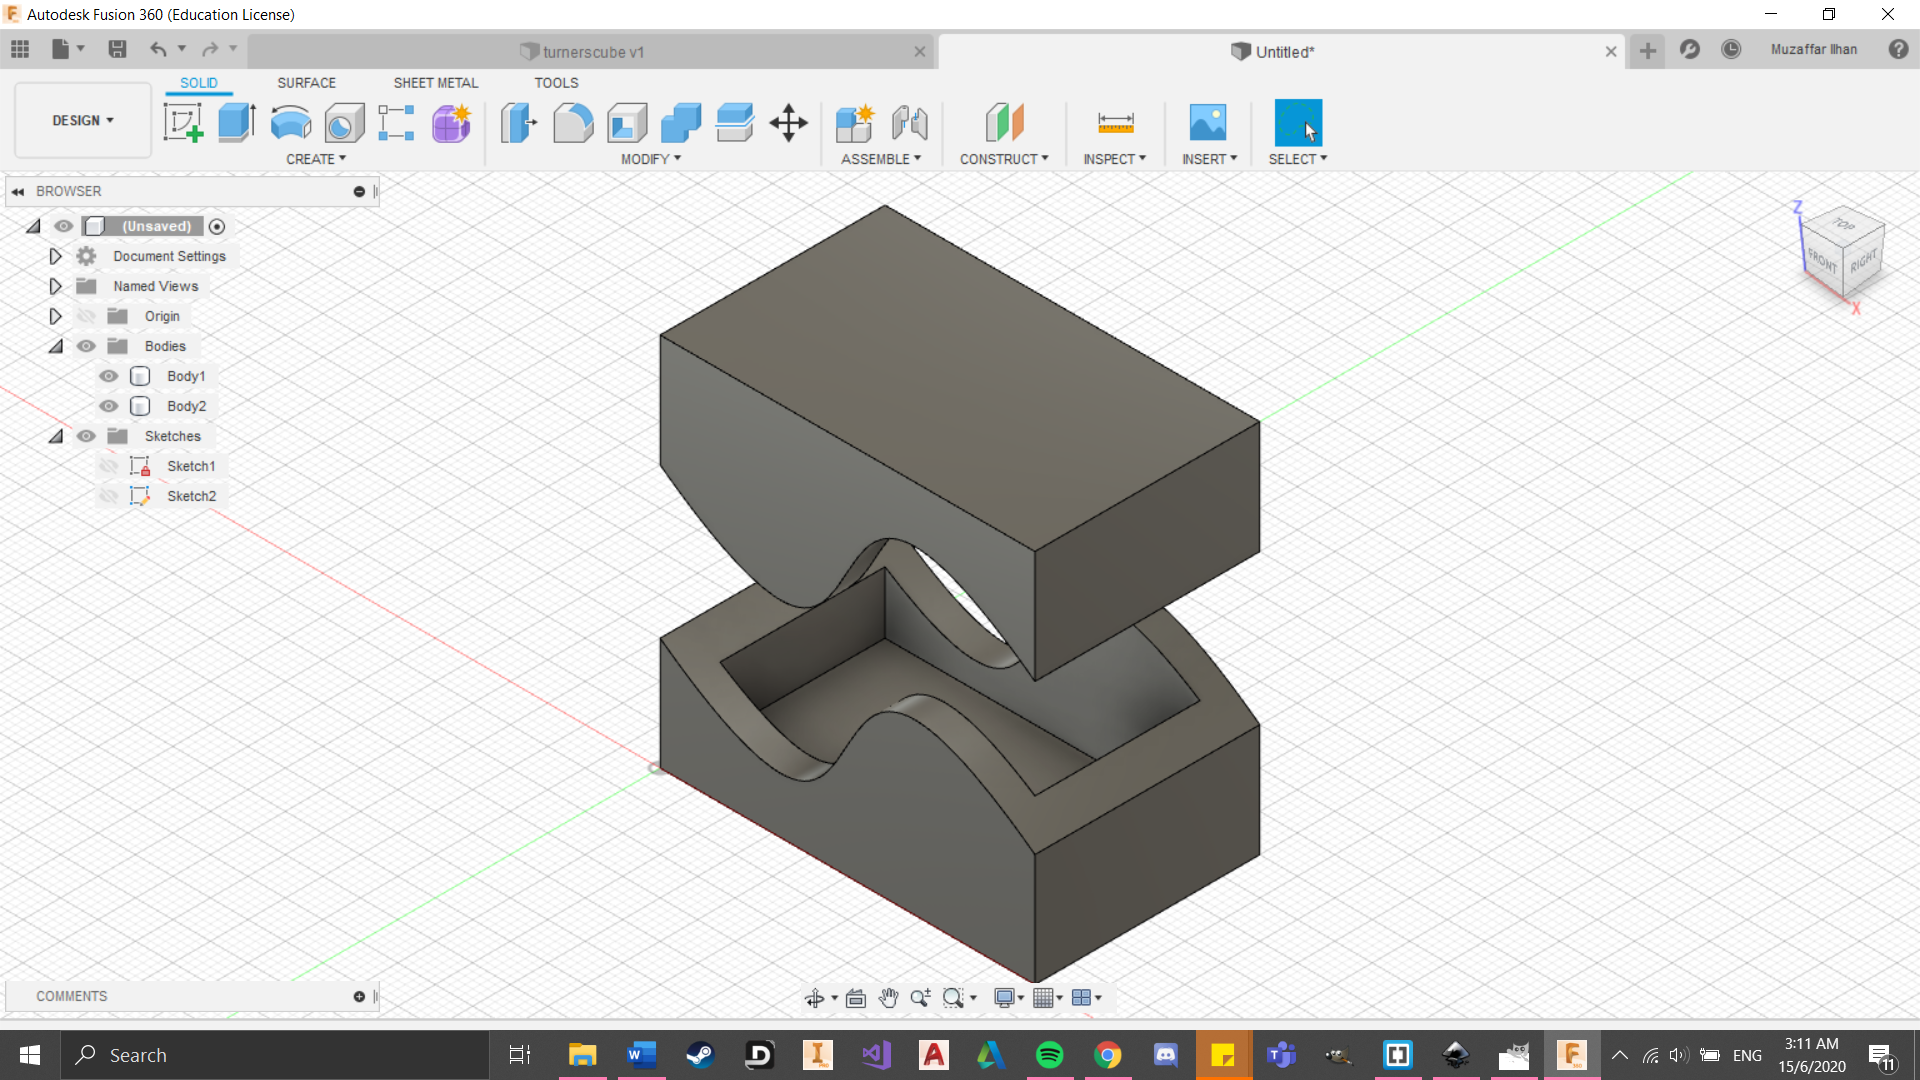 Autodesk Fusion 360 (Education License)
turnerscube v1
Untitled*
Muzaffar Ilhan
SOLID SURFACE SHEET METAL TOOLS
DESIGN
CREATE MODIFY ASSEMBLE CONSTRUCT INSPECT INSERT SELECT
BROWSER
(Unsaved)
Document Settings
Named Views
Origin
Bodies
Body1
Body2
Sketches
Sketch1
Sketch2
Z
TOP
FRONT RIGHT
X
COMMENTS
Search
ENG
3:11 AM
15/6/2020
11